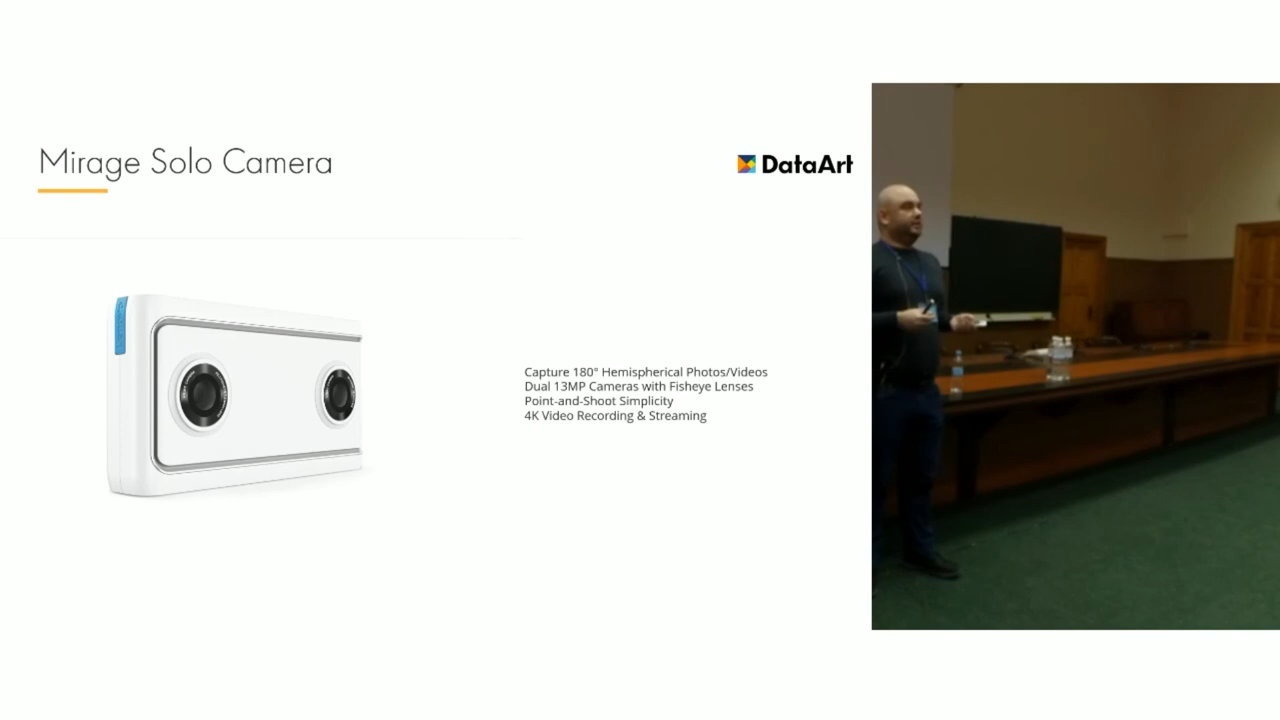 Mirage Solo Camera
DataArt
Capture 180° Hemispherical Photos/Videos
Dual 13MP Cameras with Fisheye Lenses
Point-and-Shoot Simplicity
4K Video Recording & Streaming